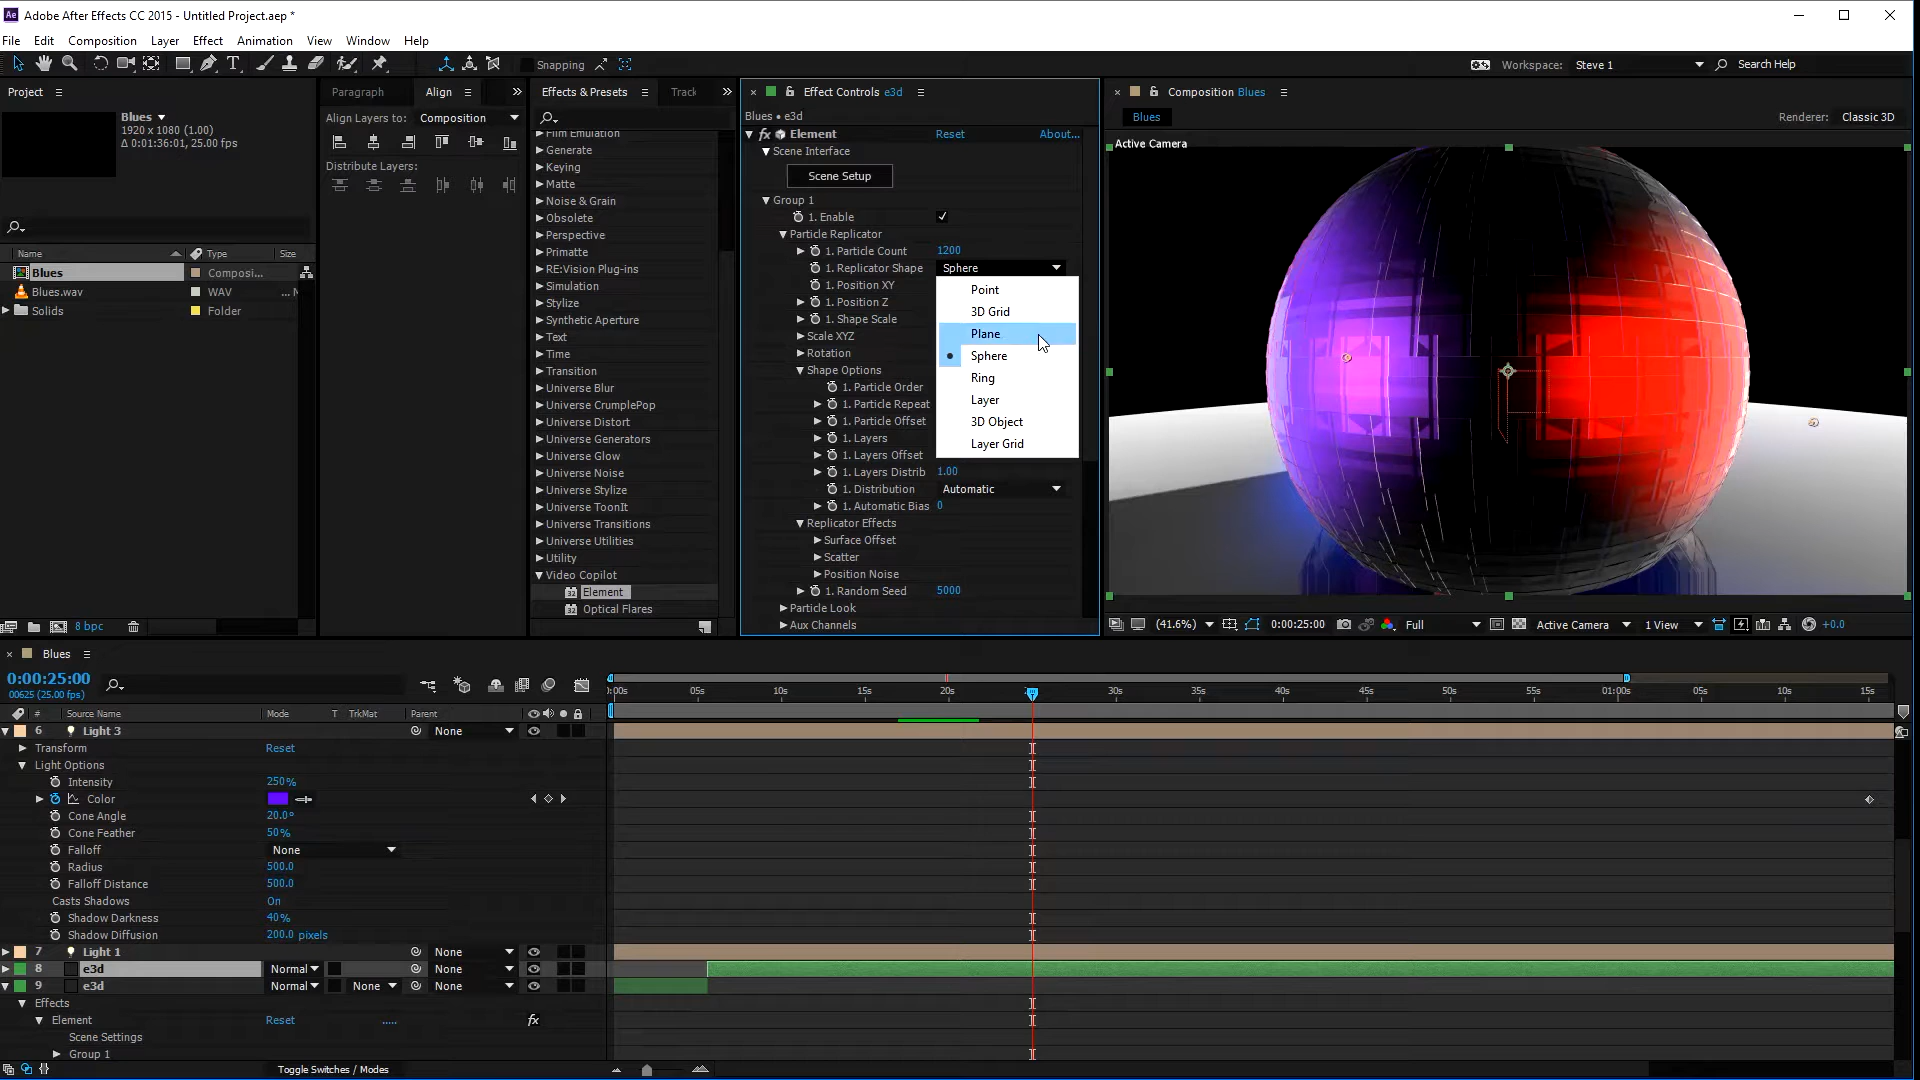 Adobe After Effects CC 2015 - Untitled Project.aep *
File Edit Composition Layer Effect Animation View Window Help
Snapping
Workspace: Steve 1
Search Help
Project
Blues
1920 x 1080 (1.00)
Δ 0:01:36:01, 25.00 fps
Name Type Size
Blues Composi...
Blues.wav WAV ...
Solids Folder
8 bpc
Paragraph Align
Align Layers to: Composition
Distribute Layers:
Effects & Presets Track
Film Emulation
Generate
Keying
Matte
Noise & Grain
Obsolete
Perspective
Primatte
RE:Vision Plug-ins
Simulation
Stylize
Synthetic Aperture
Text
Time
Transition
Universe Blur
Universe CrumplePop
Universe Distort
Universe Generators
Universe Glow
Universe Noise
Universe Stylize
Universe ToonIt
Universe Transitions
Universe Utilities
Utility
Video Copilot
Element
Optical Flares
Effect Controls e3d
Blues • e3d
fx Element Reset About...
Scene Interface
Scene Setup
Group 1
1. Enable
Particle Replicator
1. Particle Count 1200
1. Replicator Shape Sphere
1. Position XY
1. Position Z
1. Shape Scale
Scale XYZ
Rotation
Shape Options
1. Particle Order
1. Particle Repeat
1. Particle Offset
1. Layers
1. Layers Offset
1. Layers Distrib 1.00
1. Distribution Automatic
1. Automatic Bias 0
Replicator Effects
Surface Offset
Scatter
Position Noise
1. Random Seed 5000
Particle Look
Aux Channels
Point
3D Grid
Plane
Sphere
Ring
Layer
3D Object
Layer Grid
Composition Blues
Blues
Renderer: Classic 3D
Active Camera
(41.6%) 0:00:25:00 Full Active Camera 1 View +0.0
Blues
0:00:25:00
00625 (25.00 fps)
:00s 05s 10s 15s 20s 30s 35s 40s 45s 50s 55s 01:00s 05s 10s 15s
# Source Name Mode T TrkMat Parent
6 Light 3 None
Transform Reset
Light Options
Intensity 250%
Color
Cone Angle 20.0°
Cone Feather 50%
Falloff None
Radius 500.0
Falloff Distance 500.0
Casts Shadows On
Shadow Darkness 40%
Shadow Diffusion 200.0 pixels
7 Light 1 None
8 e3d Normal None
9 e3d Normal None None
Effects
Element Reset ..... fx
Scene Settings
Group 1
Toggle Switches / Modes